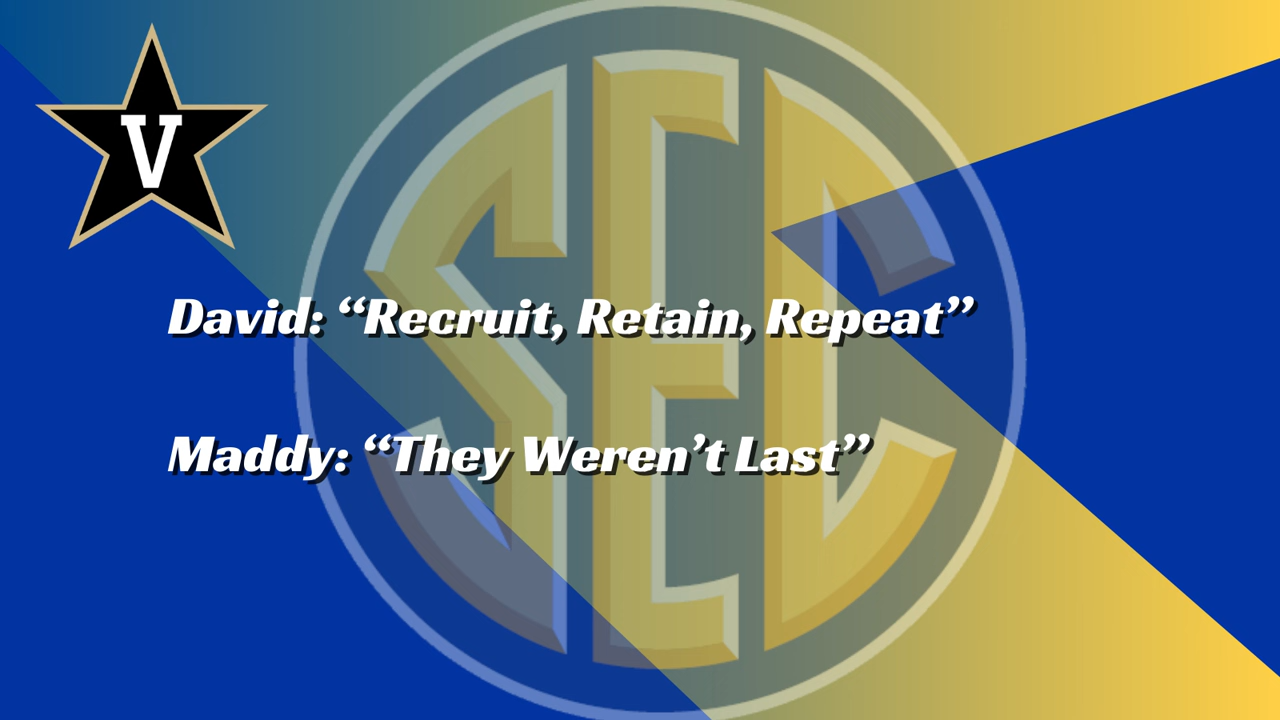 V
SEC
David: “Recruit, Retain, Repeat”
Maddy: “They Weren’t Last”